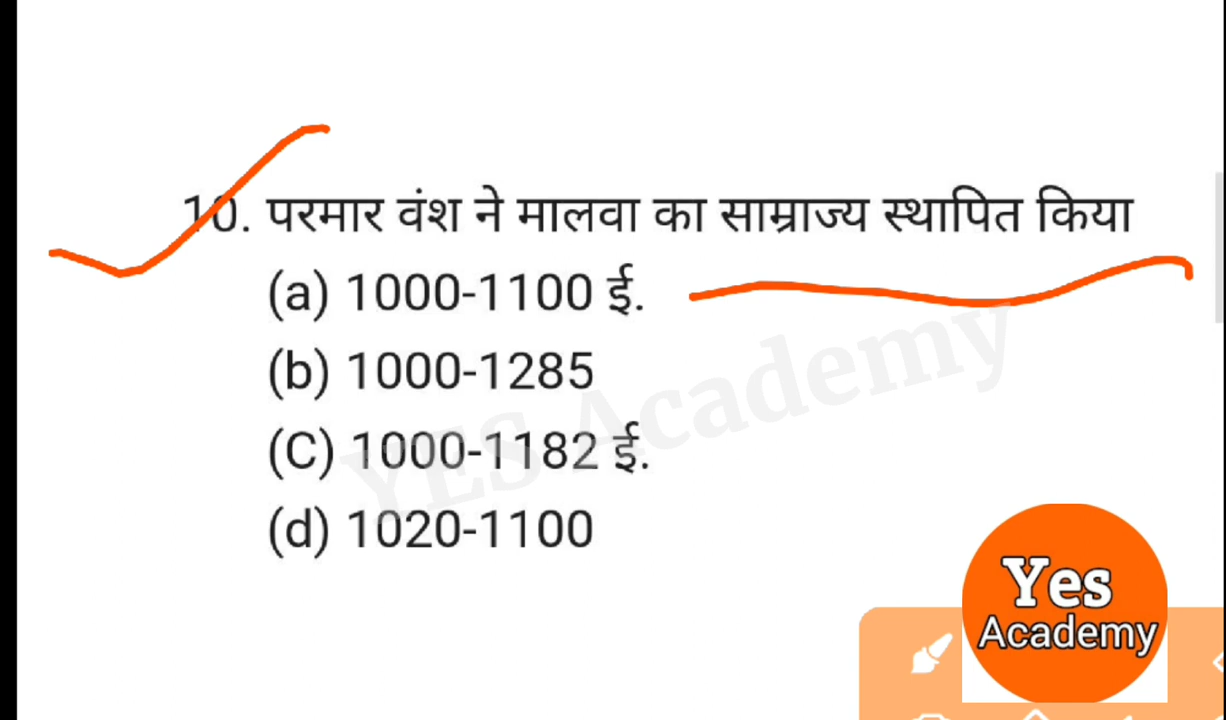 10. परमार वंश ने मालवा का साम्राज्य स्थापित किया
(a) 1000-1100 ई.
(b) 1000-1285
(C) 1000-1182 ई.
(d) 1020-1100
YES Academy
Yes
Academy